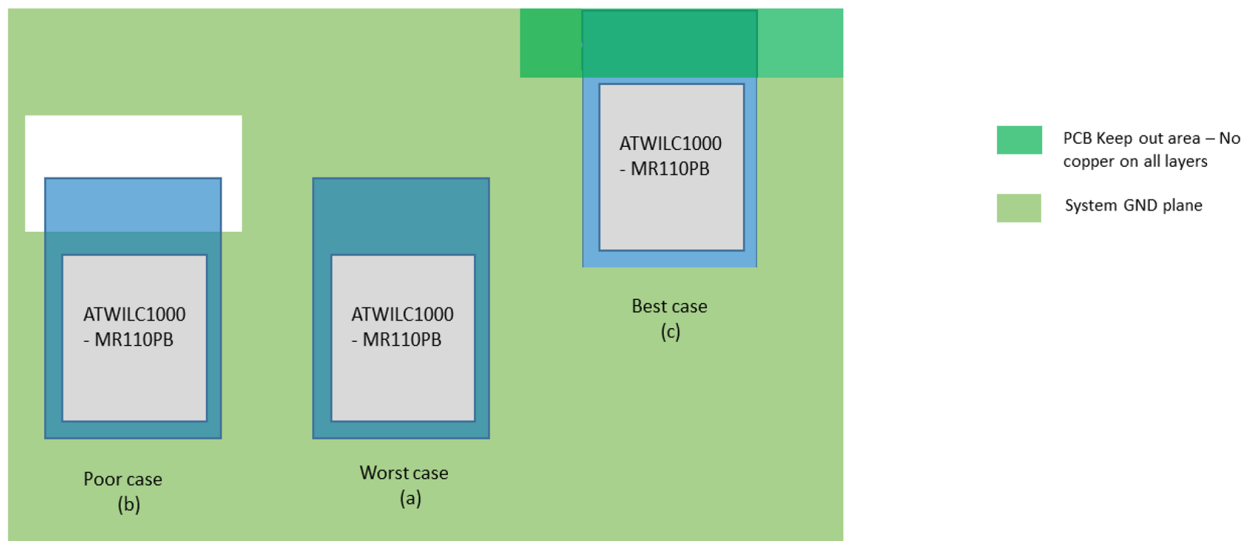 ATWILC1000
- MR110PB
Poor case
(b)
ATWILC1000
- MR110PB
Worst case
(a)
ATWILC1000
- MR110PB
Best case
(c)
PCB Keep out area – No
copper on all layers
System GND plane